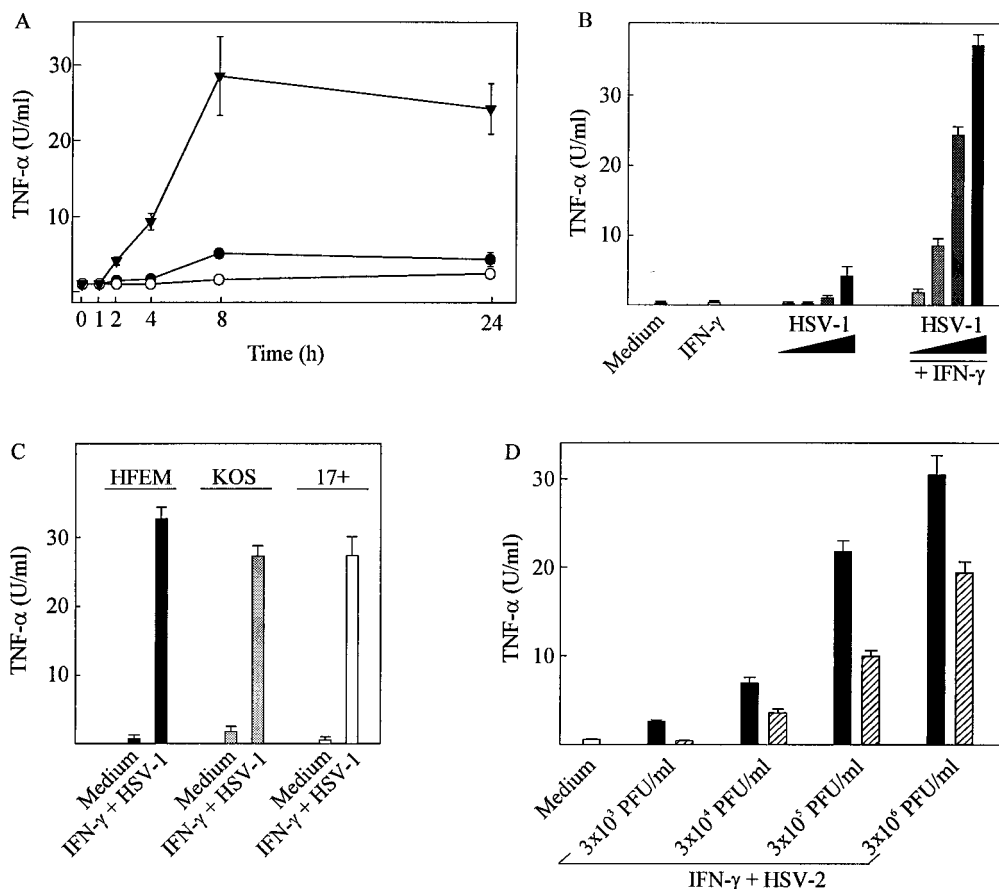 A
TNF-α (U/ml)
30
20
10
0 1 2 4 8 24
Time (h)
B
TNF-α (U/ml)
30
20
10
Medium
IFN-γ
HSV-1
HSV-1
+ IFN-γ
C
HFEM KOS 17+
TNF-α (U/ml)
30
20
10
Medium
IFN-γ + HSV-1
Medium
IFN-γ + HSV-1
Medium
IFN-γ + HSV-1
D
TNF-α (U/ml)
30
20
10
Medium
3x10³ PFU/ml
3x10⁴ PFU/ml
3x10⁵ PFU/ml
3x10⁶ PFU/ml
IFN-γ + HSV-2